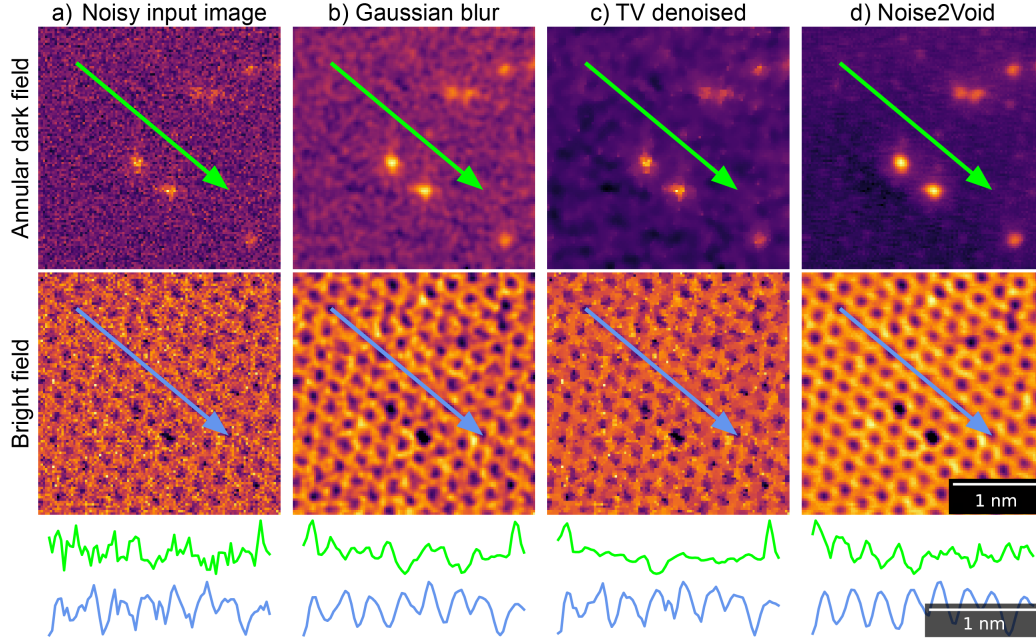 a) Noisy input image
b) Gaussian blur
c) TV denoised
d) Noise2Void
Annular dark field
Bright field
1 nm
1 nm